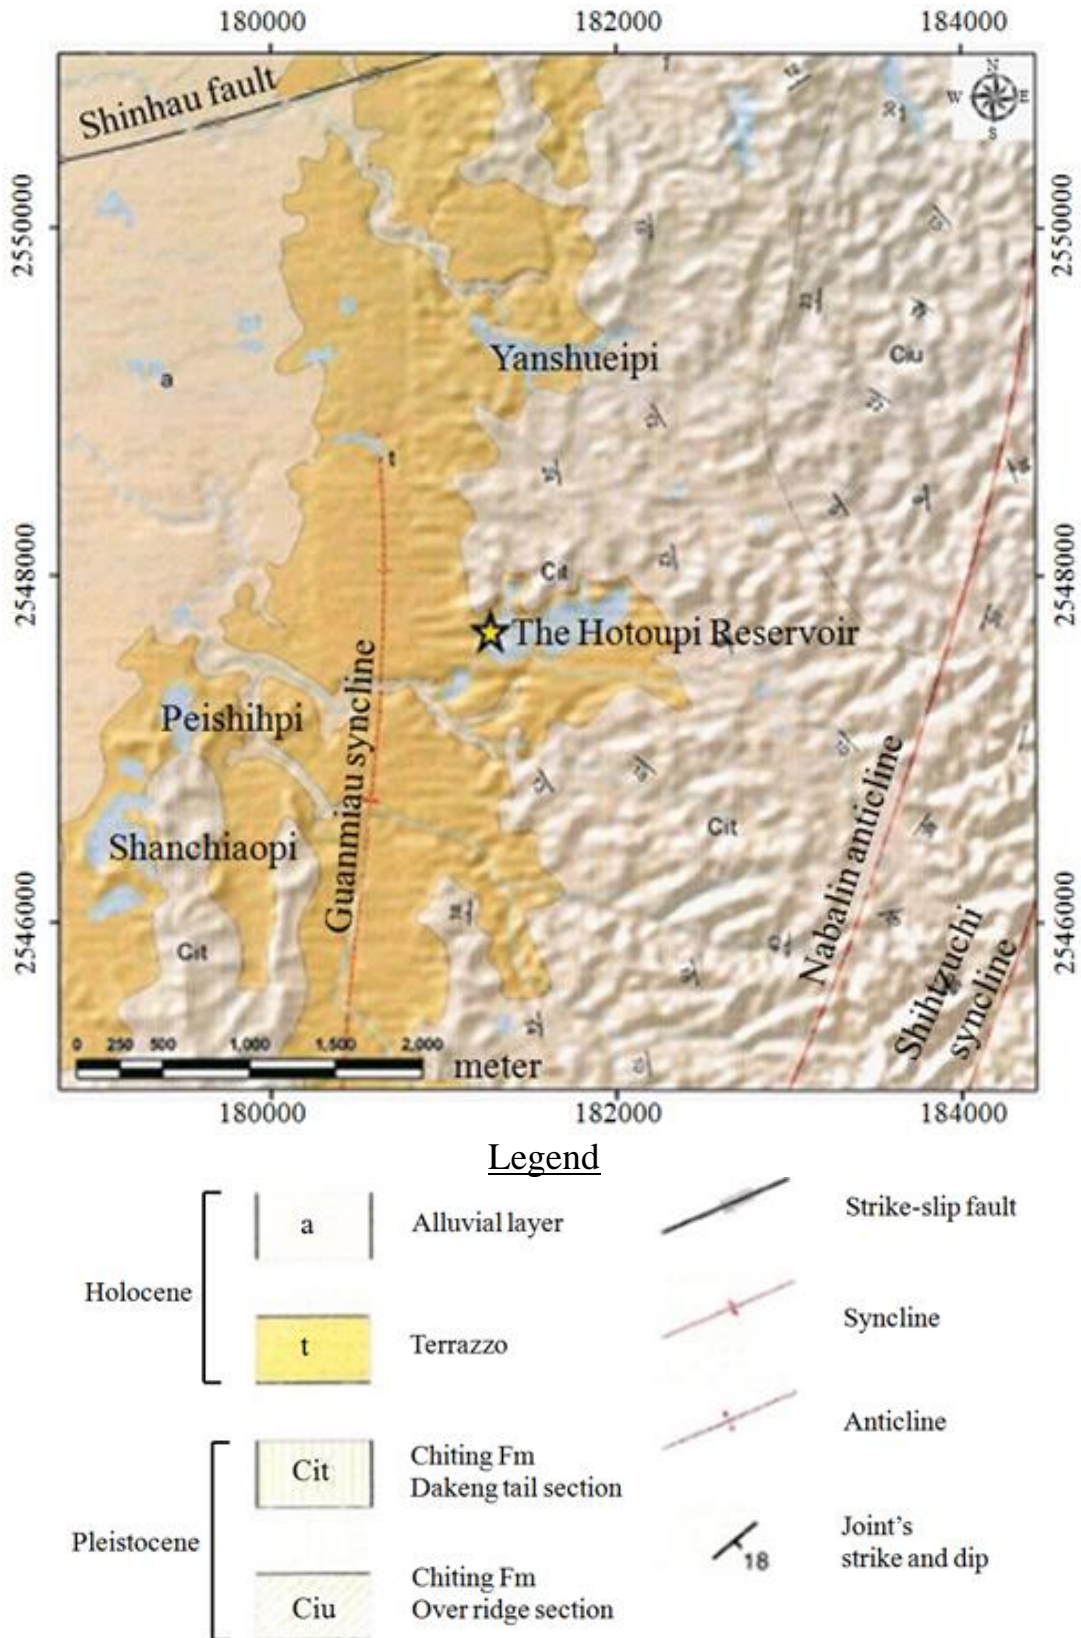 180000 182000 184000
Shinhau fault
N
W E
S
2550000 2550000
Yanshueipi
Ciu
a
t
2548000 2548000
Cit
The Hotoupi Reservoir
Guanmiau syncline
Peishihpi
Nabalin anticline
Cit
Shanchiaopi
2546000 2546000
Cit
Shihtzuchi
syncline
0 250 500 1,000 1,500 2,000
meter
180000 182000 184000
Legend
Holocene
a Alluvial layer
t Terrazzo
Pleistocene
Cit Chiting Fm
Dakeng tail section
Ciu Chiting Fm
Over ridge section
Strike-slip fault
Syncline
Anticline
18 Joint's
strike and dip